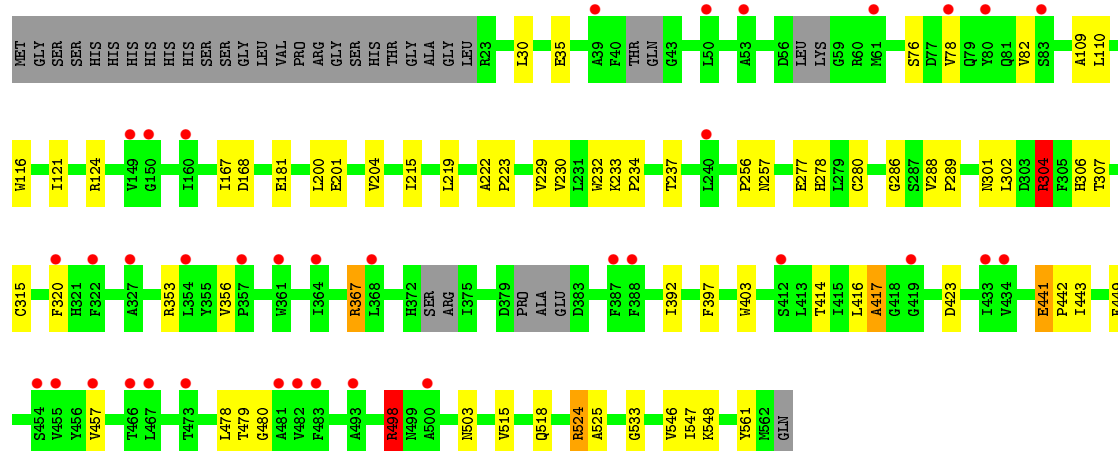 MET GLY SER SER HIS HIS HIS HIS HIS HIS SER SER GLY LEU VAL PRO ARG GLY SER HIS THR GLY ALA GLY LEU R23 L30 E35 A39 F40 THR GLN G43 L50 A53 D56 LEU LYS G59 R60 M61 S76 D77 V78 Q79 Y80 Q81 V82 S83 A109 L110
W116 I121 R124 V149 G150 I160 I167 D168 E181 L200 E201 V204 I215 L219 A222 P223 V229 V230 L231 W232 K233 P234 T237 L240 P256 N257 E277 H278 L279 C280 G286 S287 V288 P289 N301 L302 D303 R304 F305 H306 T307
C315 F320 H321 F322 A327 R353 L354 Y355 V356 P357 W361 I364 R367 L368 H372 SER ARG I375 D379 PRO ALA GLU D383 F387 F388 I392 F397 W403 S412 L413 T414 I415 L416 A417 G418 G419 D423 I433 V434 E441 P442 I443
S454 V455 Y456 V457 T466 L467 T473 L478 T479 G480 A481 V482 F483 A493 R498 N499 A500 N503 V515 Q518 R524 A525 G533 V546 I547 K548 Y561 M562 GLN